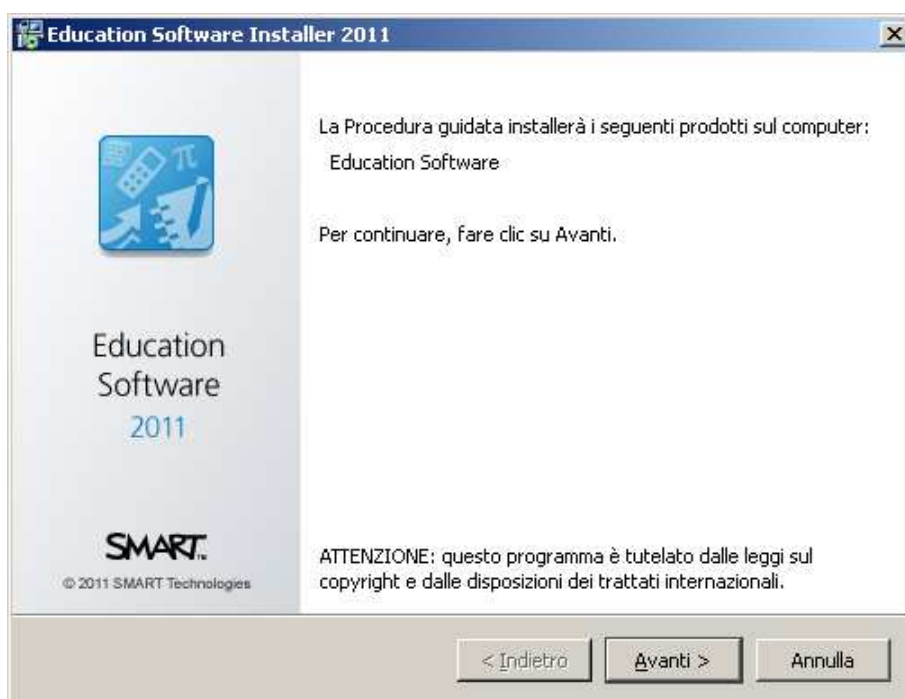 Education Software Installer 2011
La Procedura guidata installerà i seguenti prodotti sul computer:
Education Software
Per continuare, fare clic su Avanti.
π
Education
Software
2011
SMART™
© 2011 SMART Technologies
ATTENZIONE: questo programma è tutelato dalle leggi sul
copyright e dalle disposizioni dei trattati internazionali.
< Indietro
Avanti >
Annulla